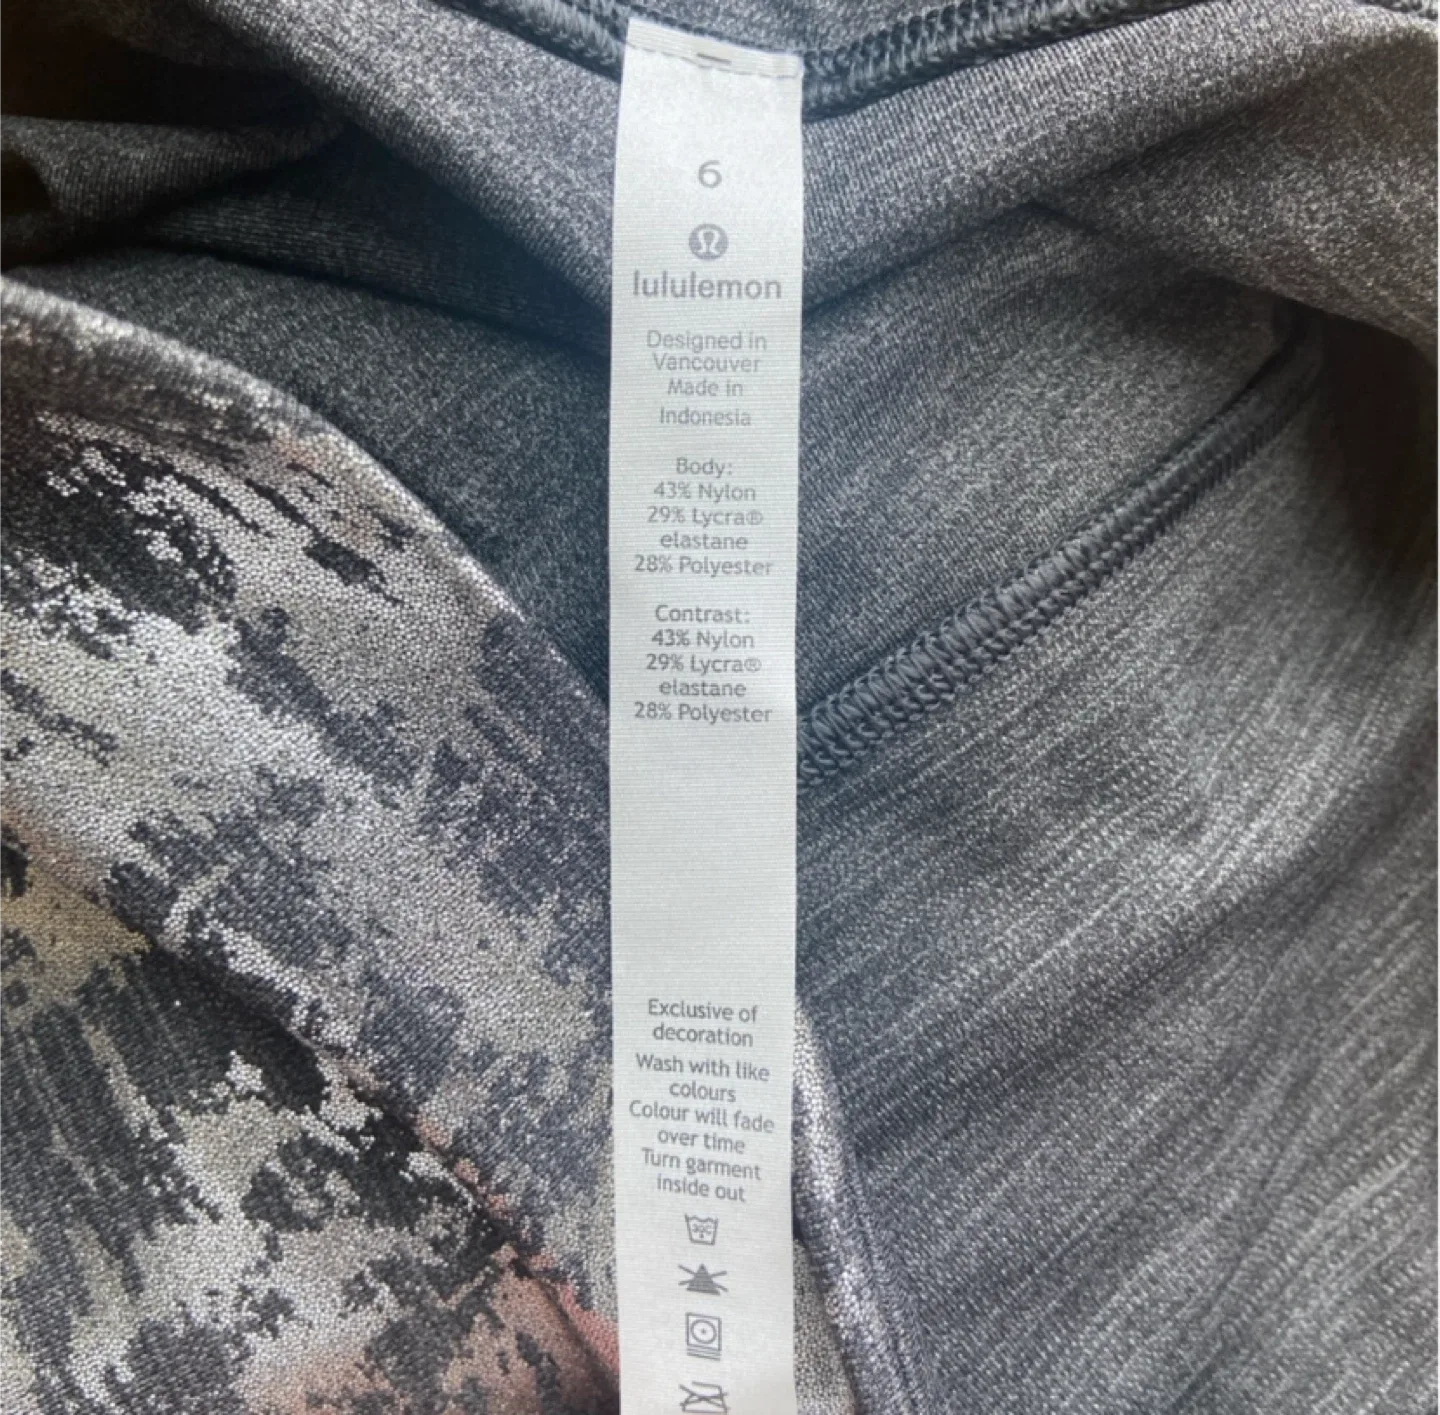 6
lululemon
Designed in
Vancouver
Made in
Indonesia
Body:
43% Nylon
29% Lycra®
elastane
28% Polyester
Contrast:
43% Nylon
29% Lycra®
elastane
28% Polyester
Exclusive of
decoration
Wash with like
colours
Colour will fade
over time
Turn garment
inside out